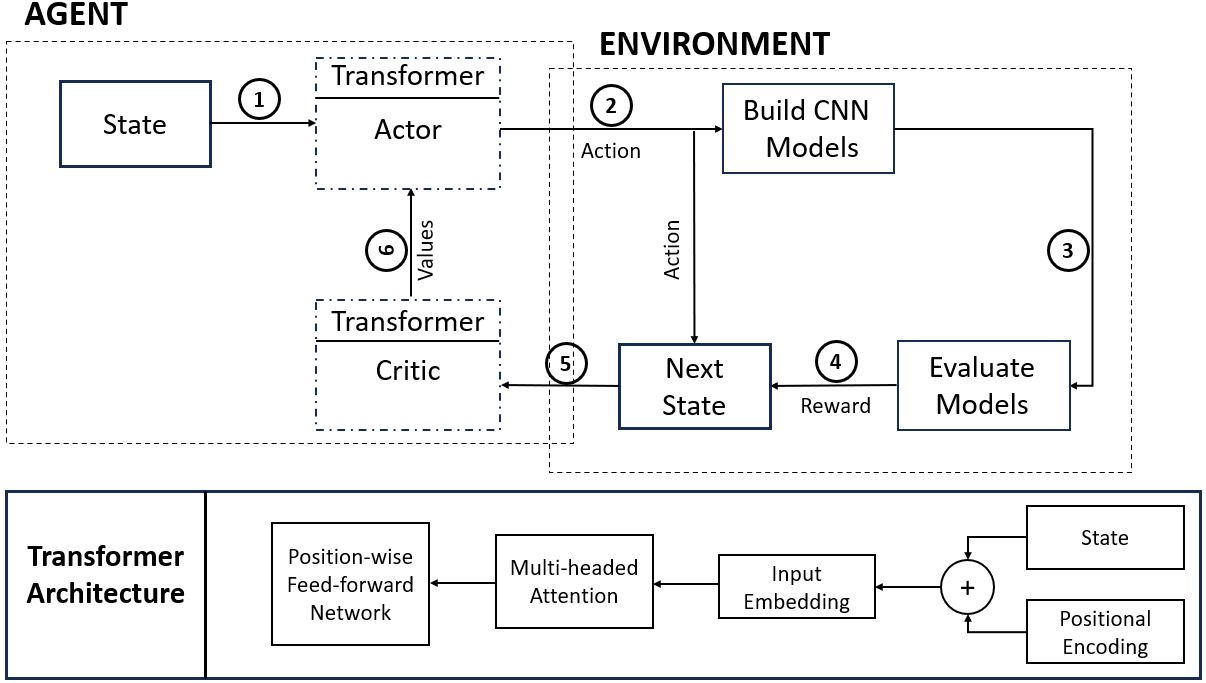 AGENT
ENVIRONMENT
State
1
Transformer
Actor
2
Action
Build CNN
Models
3
Action
6
Values
Transformer
Critic
5
Next
State
4
Reward
Evaluate
Models
Transformer
Architecture
Position-wise
Feed-forward
Network
Multi-headed
Attention
Input
Embedding
+
State
Positional
Encoding